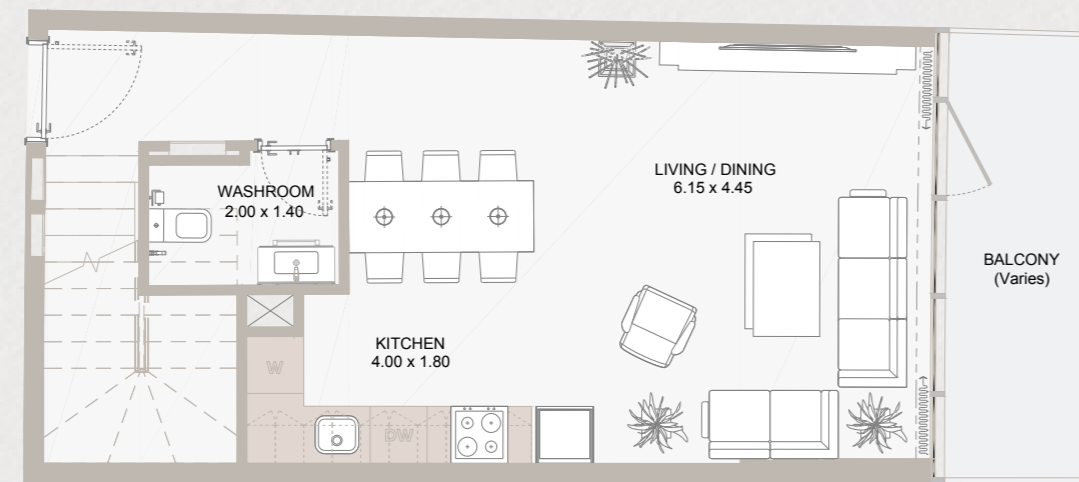 LIVING / DINING
6.15 x 4.45
WASHROOM
2.00 x 1.40
BALCONY
(Varies)
KITCHEN
4.00 x 1.80
W
DW